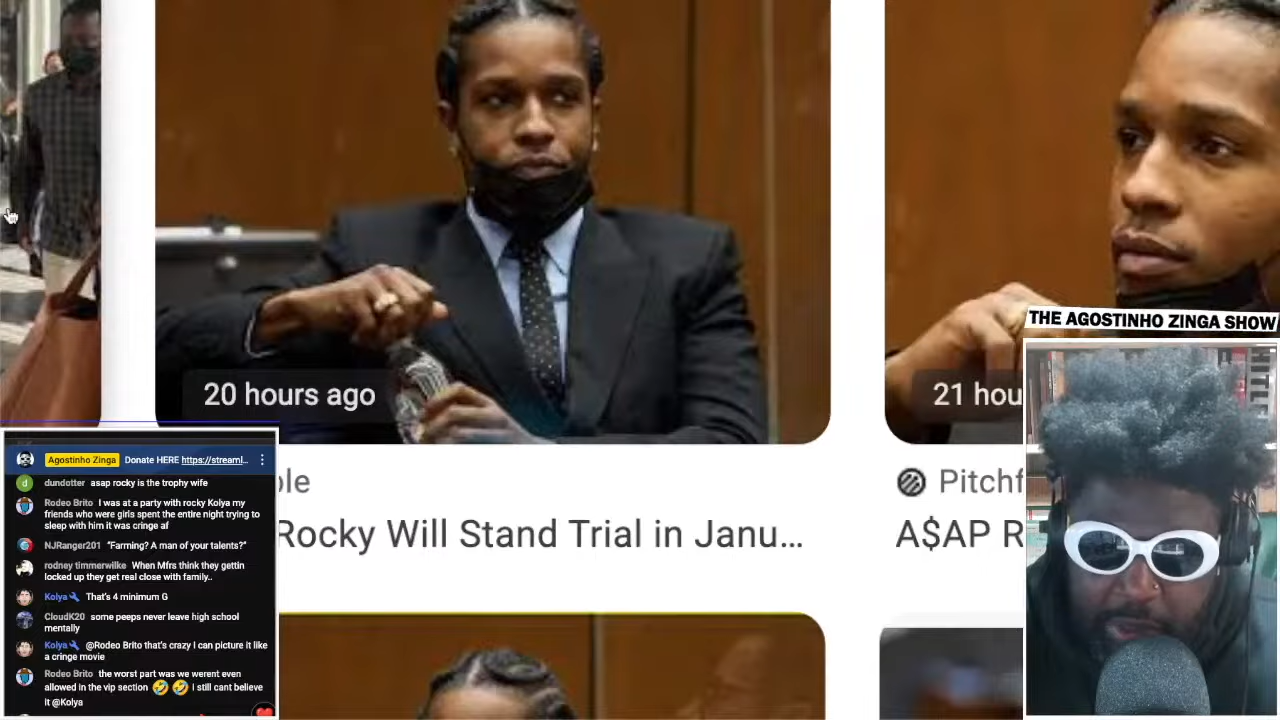 20 hours ago
21 hou
THE AGOSTINHO ZINGA SHOW
ple
Pitchf
Rocky Will Stand Trial in Janu...
A$AP R
Agostinho Zinga Donate HERE https://streaml...
dundotter asap rocky is the trophy wife
Rodeo Brito I was at a party with rocky Kolya my
friends who were girls spent the entire night trying to
sleep with him it was cringe af
NJRanger201 “Farming? A man of your talents?”
rodney timmerwilke When Mfrs think they gettin
locked up they get real close with family..
Kolya That's 4 minimum G
CloudK20 some peeps never leave high school
mentally
Kolya @Rodeo Brito that's crazy I can picture it like
a cringe movie
Rodeo Brito the worst part was we werent even
allowed in the vip section 🤣 🤣 I still cant believe
it @Kolya